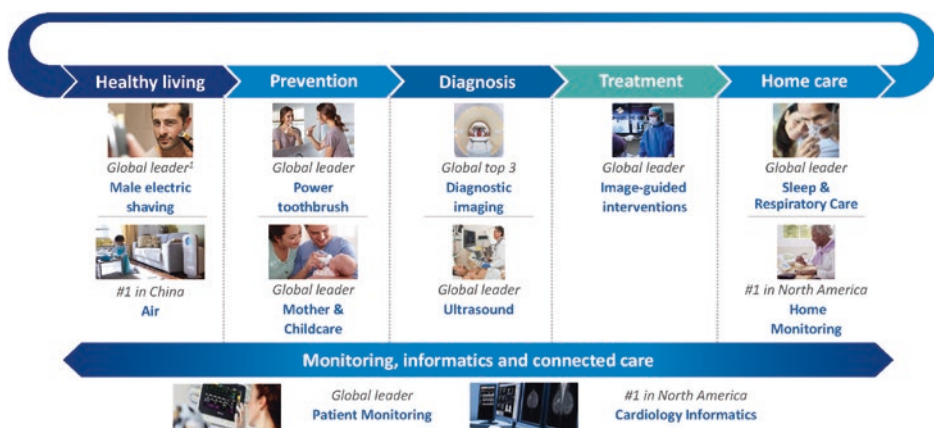 Healthy living
Prevention
Diagnosis
Treatment
Home care
Global leader1
Male electric
shaving
Global leader
Power
toothbrush
Global top 3
Diagnostic
imaging
Global leader
Image-guided
interventions
Global leader
Sleep &
Respiratory Care
#1 in China
Air
Global leader
Mother &
Childcare
Global leader
Ultrasound
#1 in North America
Home
Monitoring
Monitoring, informatics and connected care
Global leader
Patient Monitoring
#1 in North America
Cardiology Informatics